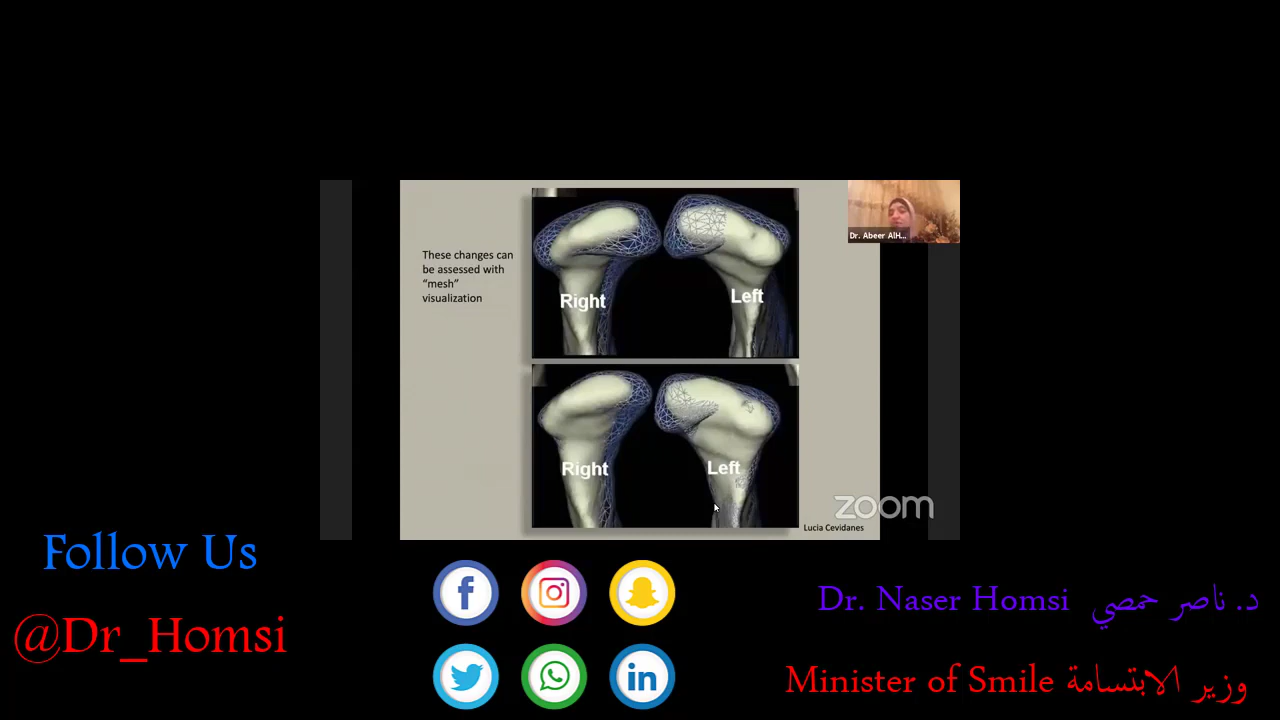 These changes can
be assessed with
“mesh”
visualization
Right
Left
Right
Left
Lucia Cevidanes
Dr. Abeer AlH...
zoom
Follow Us
@Dr_Homsi
Dr. Naser Homsi د. ناصر حمصي
Minister of Smile وزير الابتسامة